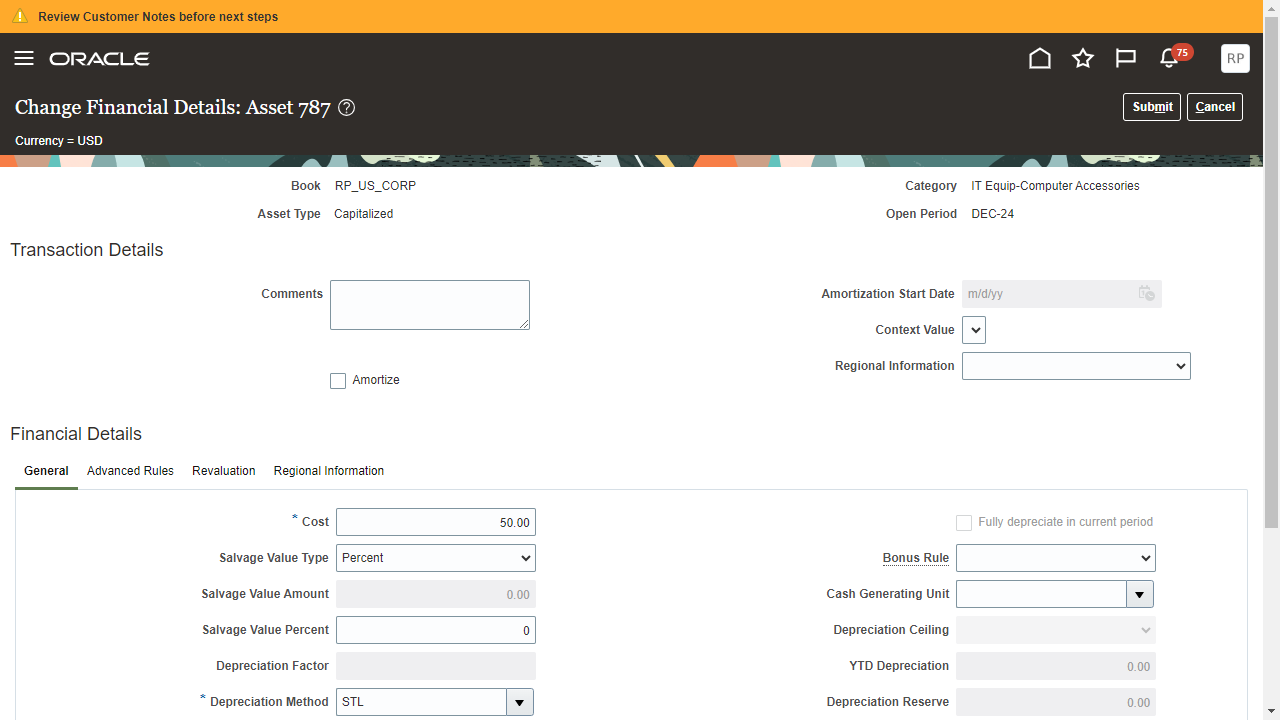 Review Customer Notes before next steps
ORACLE
75
RP
Change Financial Details: Asset 787
Submit
Cancel
Currency = USD
Book RP_US_CORP
Category IT Equip-Computer Accessories
Asset Type Capitalized
Open Period DEC-24
Transaction Details
Comments
Amortization Start Date m/d/yy
Context Value
Regional Information
Amortize
Financial Details
General Advanced Rules Revaluation Regional Information
* Cost 50.00
Fully depreciate in current period
Salvage Value Type Percent
Bonus Rule
Salvage Value Amount 0.00
Cash Generating Unit
Salvage Value Percent 0
Depreciation Ceiling
Depreciation Factor
YTD Depreciation 0.00
* Depreciation Method STL
Depreciation Reserve 0.00